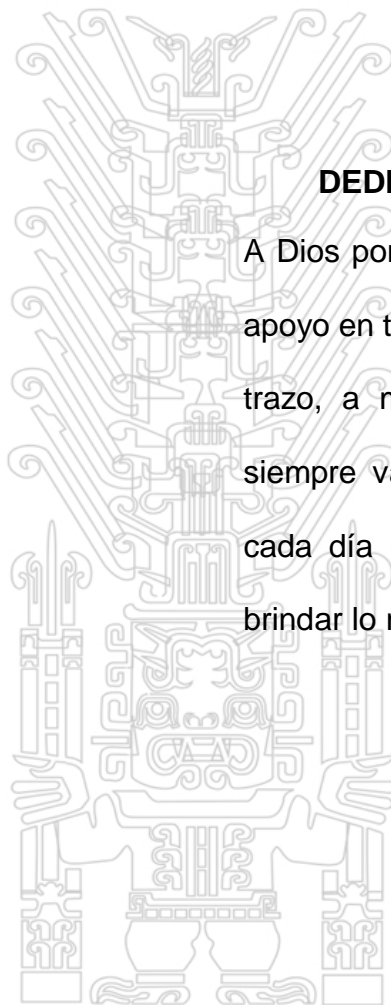 DEDI
A Dios por
apoyo en t
trazo, a
siempre
cada día
brindar lo